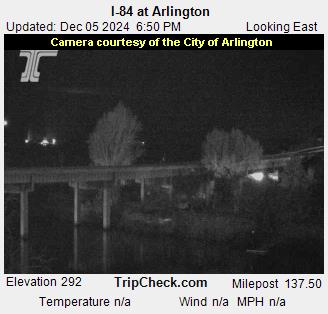 I-84 at Arlington
Updated: Dec 05 2024 6:50 PM Looking East
Camera courtesy of the City of Arlington
Elevation 292 TripCheck.com Milepost 137.50
Temperature n/a Wind n/a MPH n/a